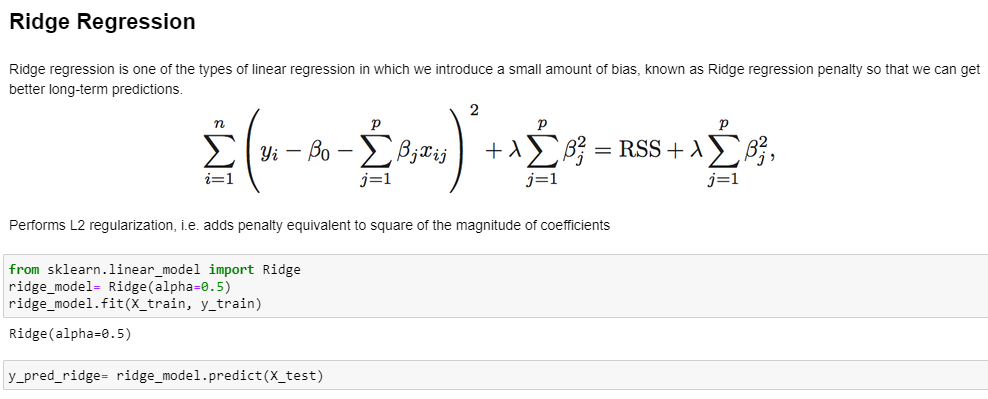 Ridge Regression
Ridge regression is one of the types of linear regression in which we introduce a small amount of bias, known as Ridge regression penalty so that we can get
better long-term predictions.
$$\sum_{i=1}^{n} \left( y_i - \beta_0 - \sum_{j=1}^{p} \beta_j x_{ij} \right)^2 + \lambda \sum_{j=1}^{p} \beta_j^2 = \text{RSS} + \lambda \sum_{j=1}^{p} \beta_j^2,$$
Performs L2 regularization, i.e. adds penalty equivalent to square of the magnitude of coefficients
from sklearn.linear_model import Ridge
ridge_model= Ridge(alpha=0.5)
ridge_model.fit(X_train, y_train)
Ridge(alpha=0.5)
y_pred_ridge= ridge_model.predict(X_test)